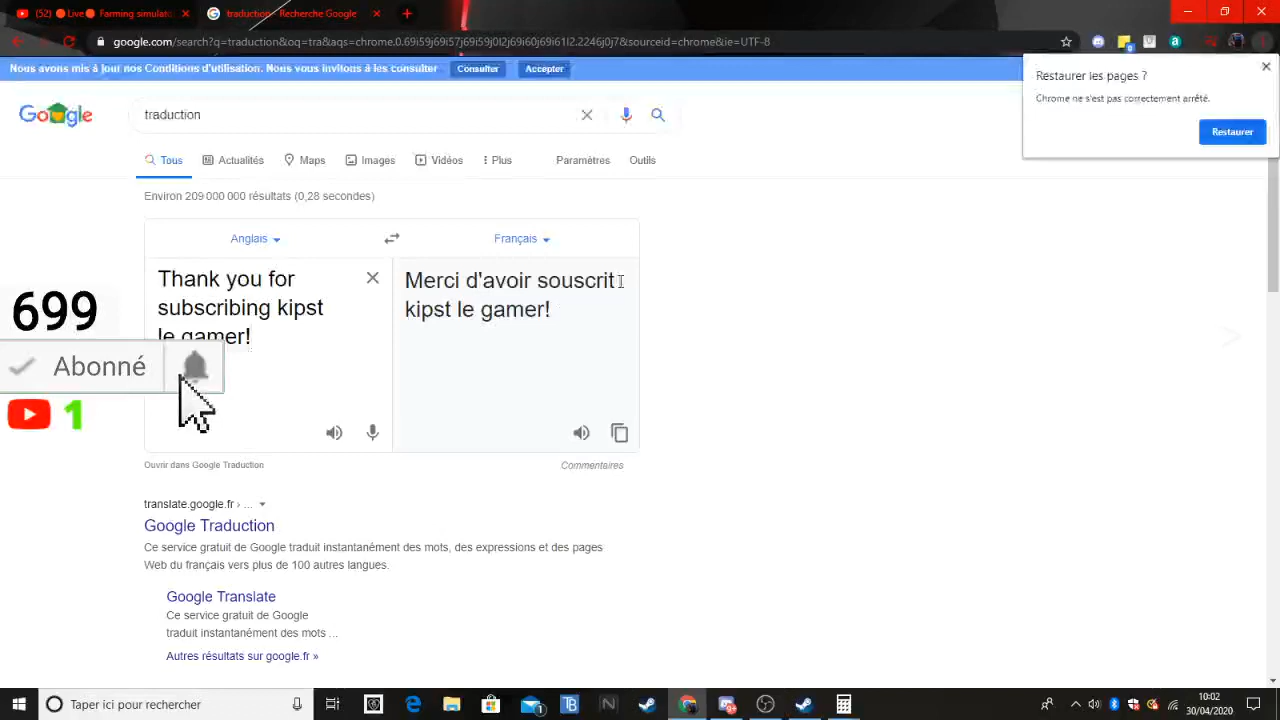 (52) 🔴Live🔴 Farming simulato
traduction - Recherche Google
google.com/search?q=traduction&oq=tra&aqs=chrome.0.69i59j69i57j69i59j0l2j69i60j69i61l2.2246j0j7&sourceid=chrome&ie=UTF-8
Nous avons mis à jour nos Conditions d'utilisation. Nous vous invitons à les consulter
Consulter
Accepter
Restaurer les pages ?
Chrome ne s'est pas correctement arrêté.
Restaurer
Google
traduction
Tous
Actualités
Maps
Images
Vidéos
Plus
Paramètres
Outils
Environ 209 000 000 résultats (0,28 secondes)
Anglais
Français
Thank you for
subscribing kipst
le gamer!
Merci d'avoir souscrit
kipst le gamer!
699
Abonné
1
Ouvrir dans Google Traduction
Commentaires
translate.google.fr › ...
Google Traduction
Ce service gratuit de Google traduit instantanément des mots, des expressions et des pages
Web du français vers plus de 100 autres langues.
Google Translate
Ce service gratuit de Google
traduit instantanément des mots ...
Autres résultats sur google.fr »
Taper ici pour rechercher
10:02
30/04/2020